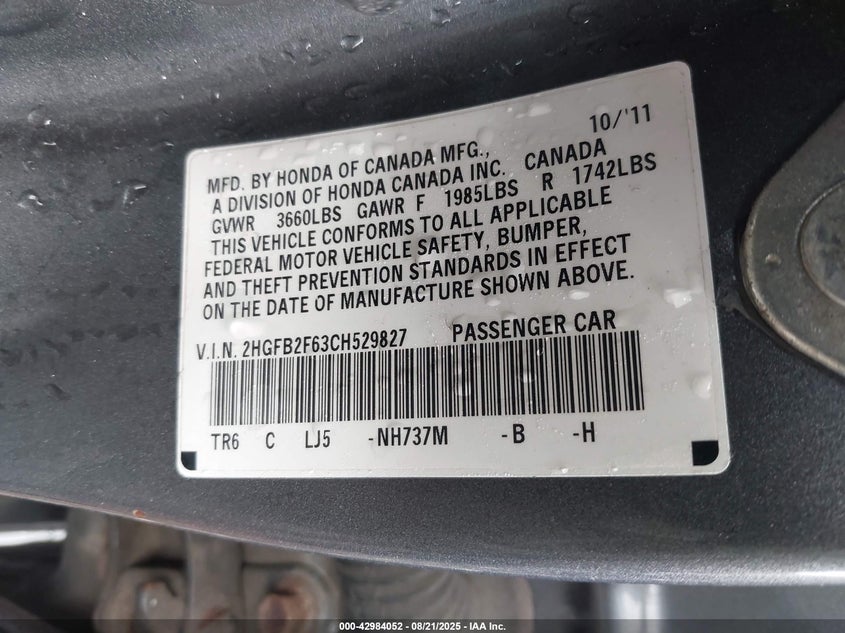 10/'11
MFD. BY HONDA OF CANADA MFG.,
A DIVISION OF HONDA CANADA INC. CANADA
GVWR 3660LBS GAWR F 1985LBS R 1742LBS
THIS VEHICLE CONFORMS TO ALL APPLICABLE
FEDERAL MOTOR VEHICLE SAFETY, BUMPER,
AND THEFT PREVENTION STANDARDS IN EFFECT
ON THE DATE OF MANUFACTURE SHOWN ABOVE.
V.I.N. 2HGFB2F63CH529827 PASSENGER CAR
TR6 C LJ5 -NH737M -B -H
000-42984052 - 08/21/2025 - IAA Inc.